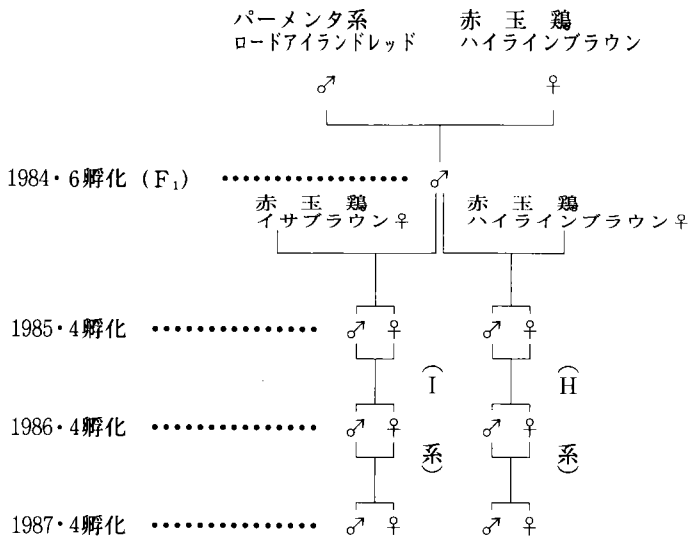 パーメンタ系 赤玉鶏
ロードアイランドレッド ハイラインブラウン
♂ ♀
1984・6孵化 (F₁) ・・・・・・・・・・・・・・・・・ ♂
赤玉鶏 赤玉鶏
イサブラウン♀ ハイラインブラウン♀
1985・4孵化 ・・・・・・・・・・・・・・・ ♂ ♀ ♂ ♀
(I系) (H系)
1986・4孵化 ・・・・・・・・・・・・・・・ ♂ ♀ ♂ ♀
1987・4孵化 ・・・・・・・・・・・・・・・ ♂ ♀ ♂ ♀